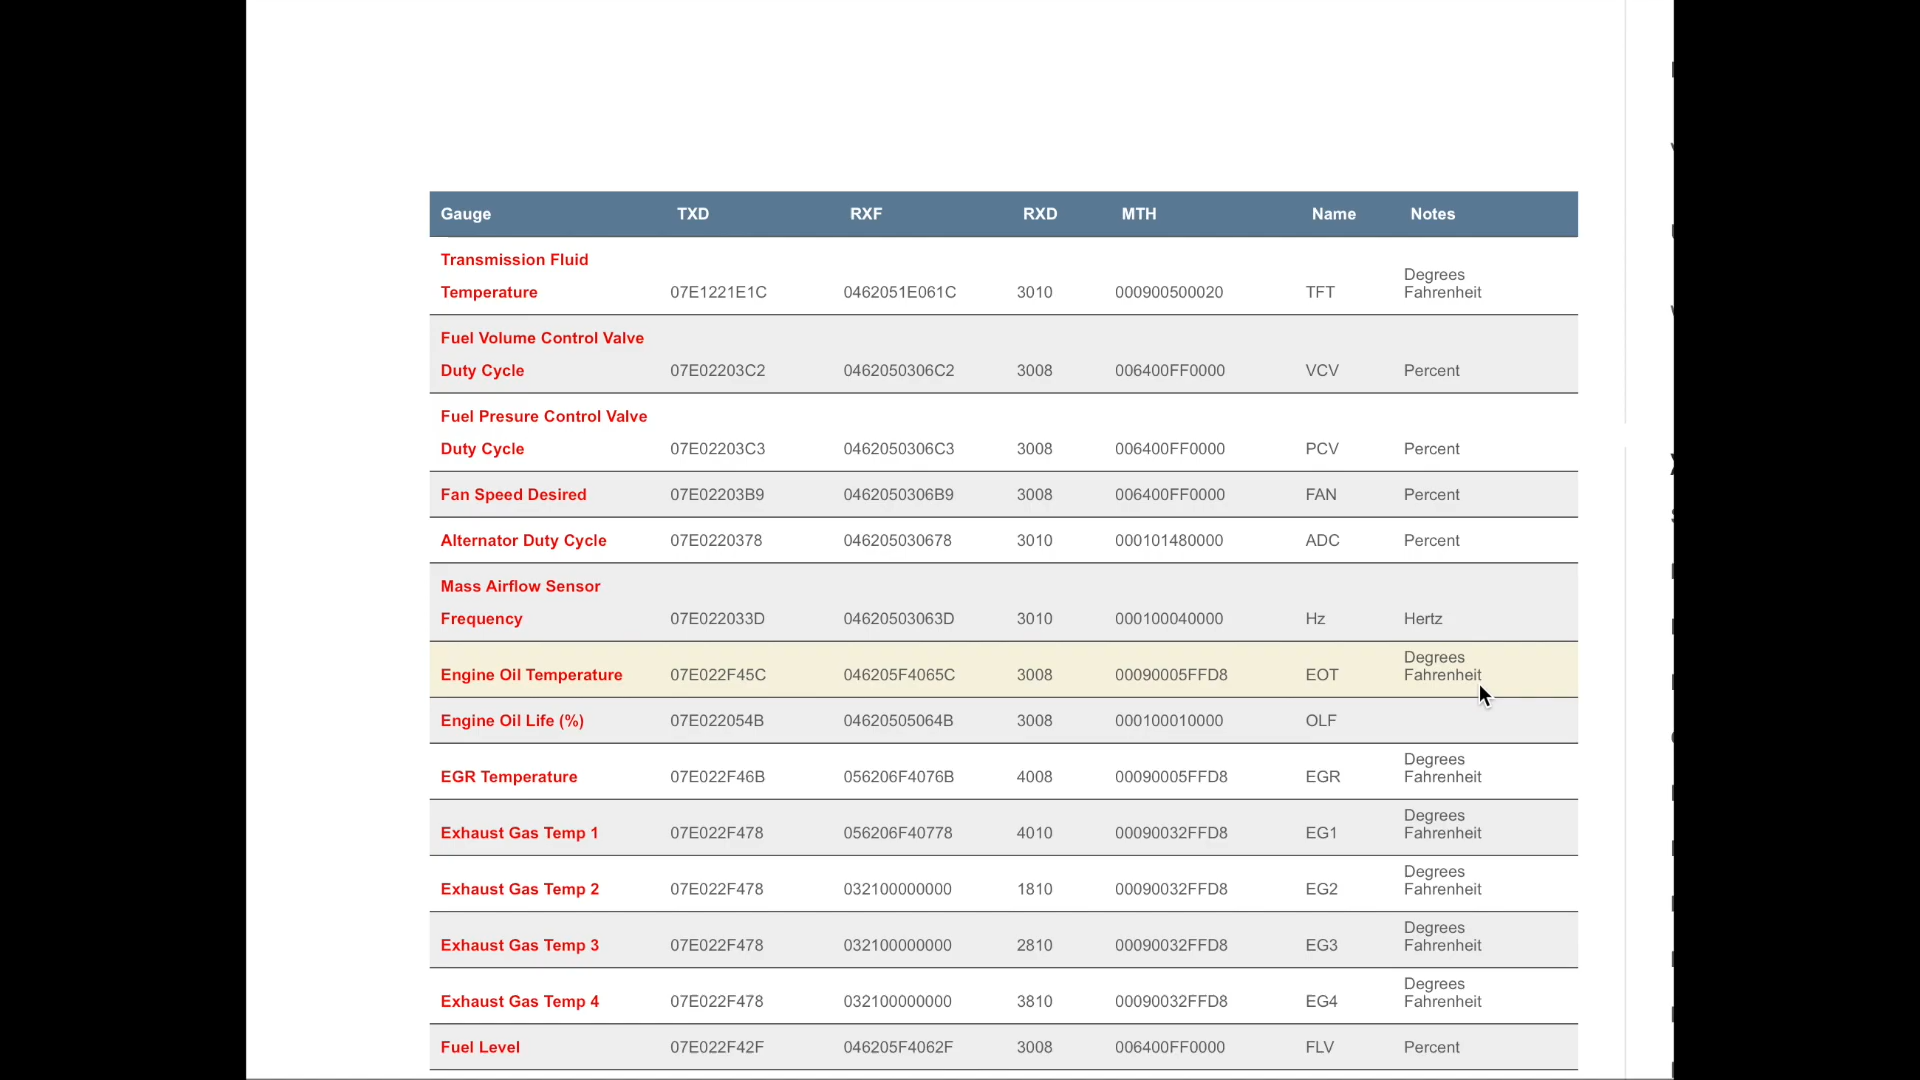 Gauge TXD RXF RXD MTH Name Notes
Transmission Fluid
Degrees
Temperature 07E1221E1C 0462051E061C 3010 000900500020 TFT Fahrenheit
Fuel Volume Control Valve
Duty Cycle 07E02203C2 0462050306C2 3008 006400FF0000 VCV Percent
Fuel Presure Control Valve
Duty Cycle 07E02203C3 0462050306C3 3008 006400FF0000 PCV Percent
Fan Speed Desired 07E02203B9 0462050306B9 3008 006400FF0000 FAN Percent
Alternator Duty Cycle 07E0220378 046205030678 3010 000101480000 ADC Percent
Mass Airflow Sensor
Frequency 07E022033D 04620503063D 3010 000100040000 Hz Hertz
Degrees
Engine Oil Temperature 07E022F45C 046205F4065C 3008 00090005FFD8 EOT Fahrenheit
Engine Oil Life (%) 07E022054B 04620505064B 3008 000100010000 OLF
Degrees
EGR Temperature 07E022F46B 056206F4076B 4008 00090005FFD8 EGR Fahrenheit
Degrees
Exhaust Gas Temp 1 07E022F478 056206F40778 4010 00090032FFD8 EG1 Fahrenheit
Degrees
Exhaust Gas Temp 2 07E022F478 032100000000 1810 00090032FFD8 EG2 Fahrenheit
Degrees
Exhaust Gas Temp 3 07E022F478 032100000000 2810 00090032FFD8 EG3 Fahrenheit
Degrees
Exhaust Gas Temp 4 07E022F478 032100000000 3810 00090032FFD8 EG4 Fahrenheit
Fuel Level 07E022F42F 046205F4062F 3008 006400FF0000 FLV Percent